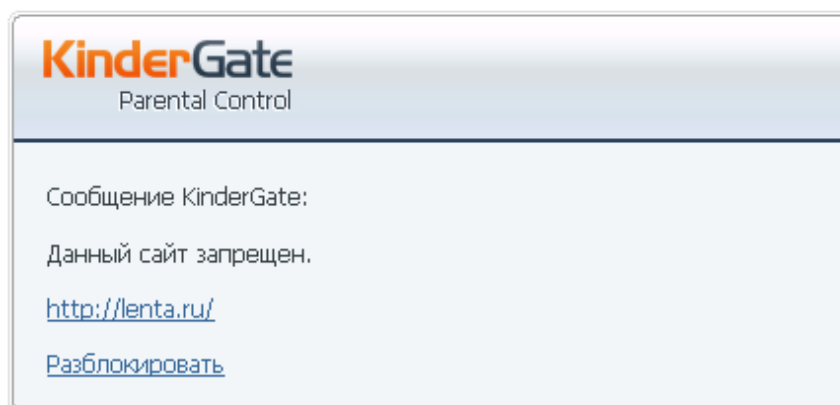 KinderGate
Parental Control
Сообщение KinderGate:
Данный сайт запрещен.
http://lenta.ru/
Разблокировать